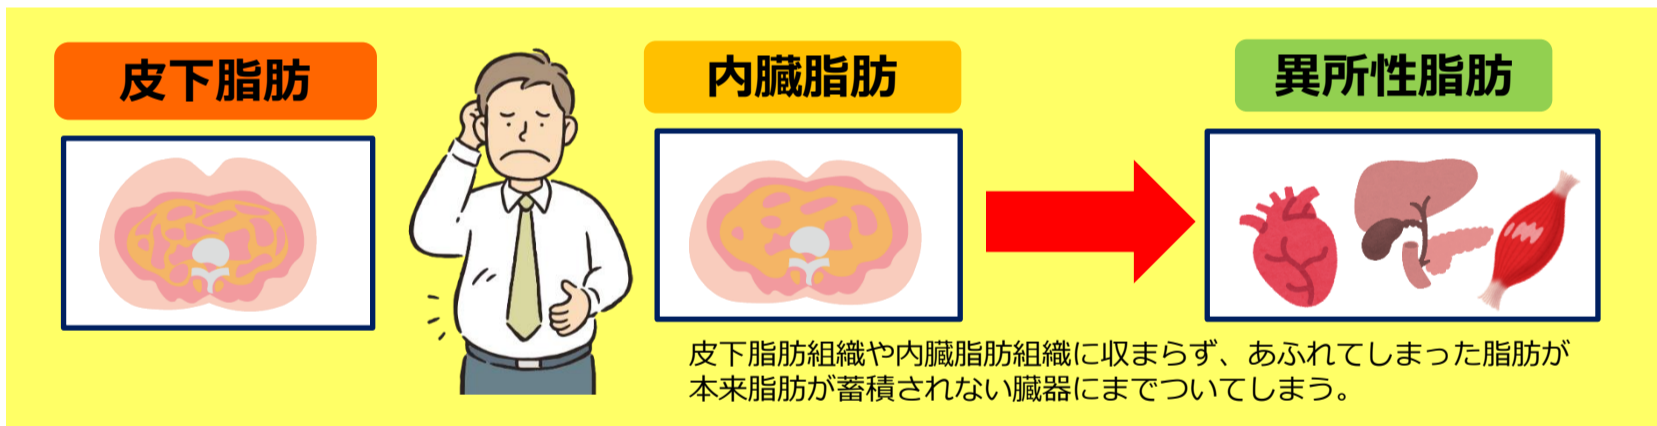 皮下脂肪
内臓脂肪
異所性脂肪
皮下脂肪組織や内臓脂肪組織に収まらず、あふれてしまった脂肪が
本来脂肪が蓄積されない臓器にまでついてしまう。